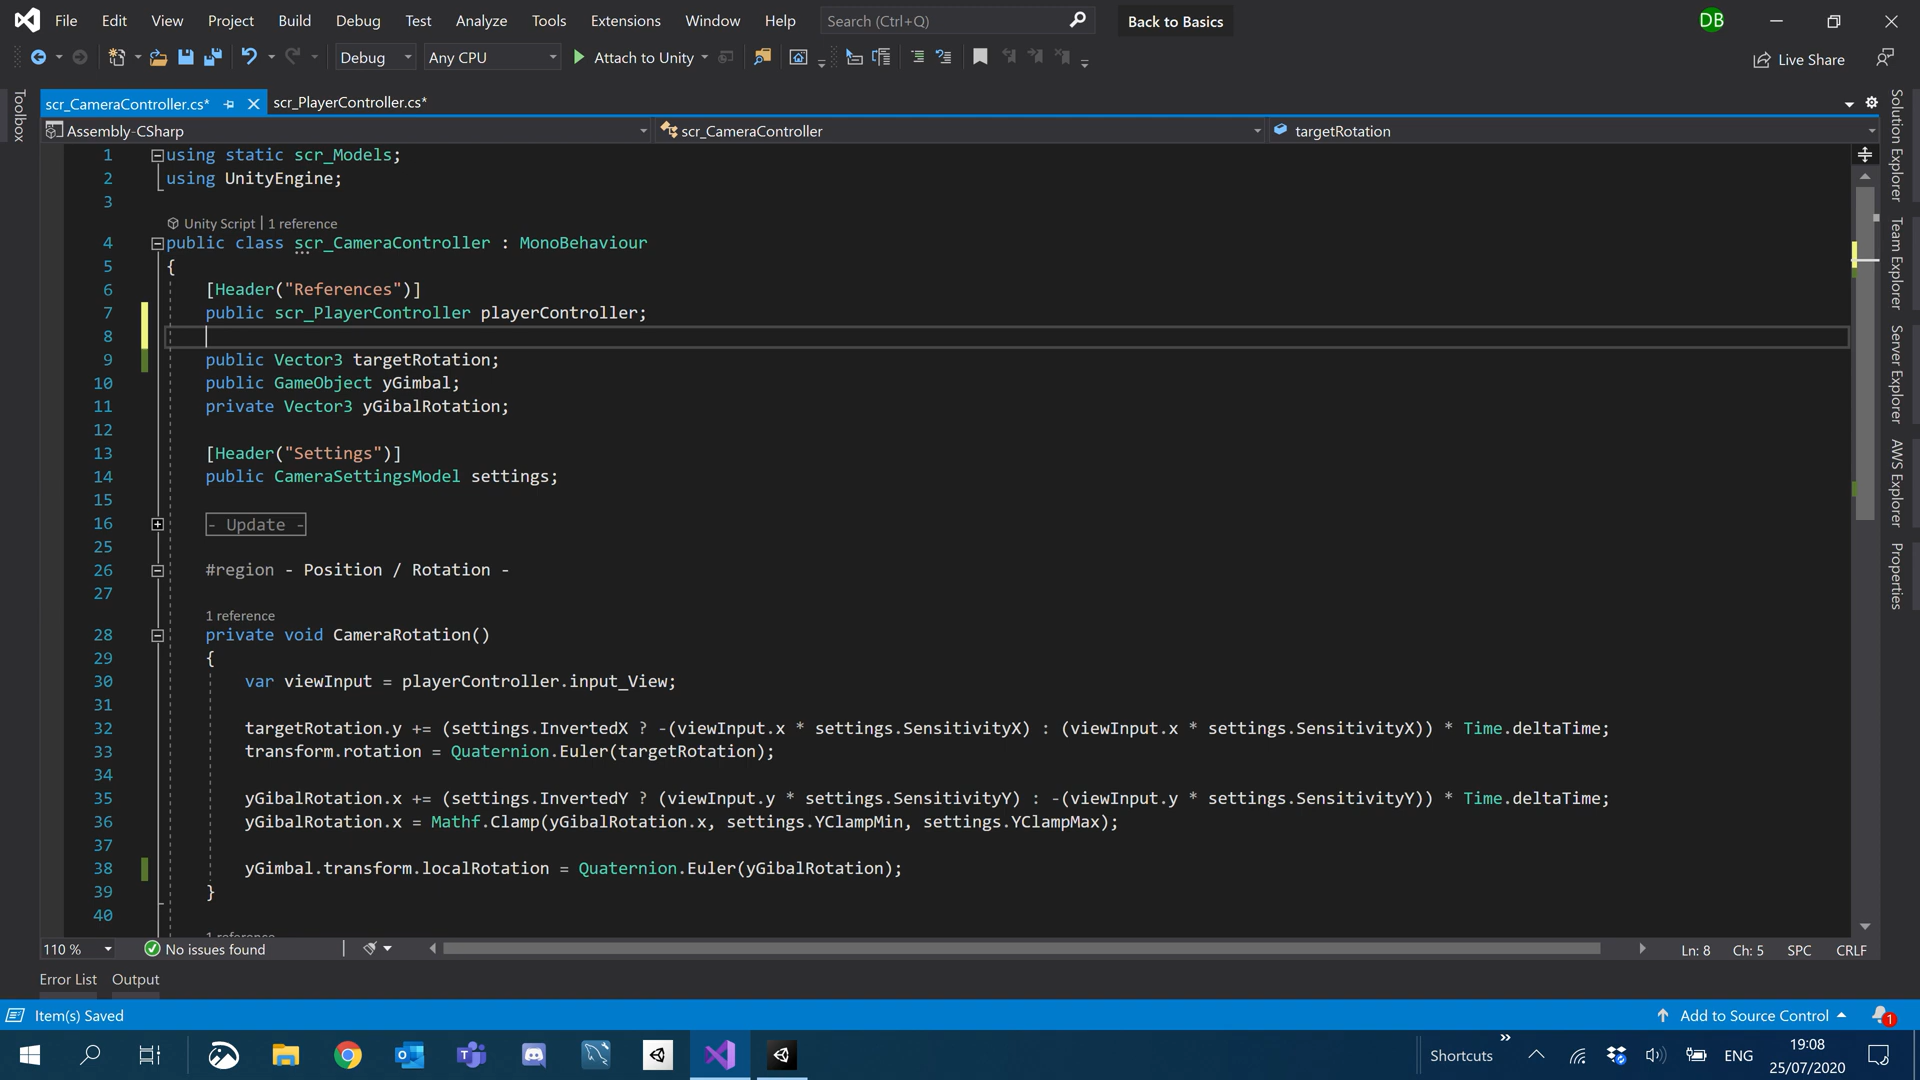 File Edit View Project Build Debug Test Analyze Tools Extensions Window Help Search (Ctrl+Q) Back to Basics DB
Debug Any CPU Attach to Unity Live Share
scr_CameraController.cs* scr_PlayerController.cs*
Assembly-CSharp scr_CameraController targetRotation
Toolbox
1 using static scr_Models;
2 using UnityEngine;
3
Unity Script | 1 reference
4 public class scr_CameraController : MonoBehaviour
5 {
6 [Header("References")]
7 public scr_PlayerController playerController;
8
9 public Vector3 targetRotation;
10 public GameObject yGimbal;
11 private Vector3 yGibalRotation;
12
13 [Header("Settings")]
14 public CameraSettingsModel settings;
15
16 - Update -
25
26 #region - Position / Rotation -
27
1 reference
28 private void CameraRotation()
29 {
30 var viewInput = playerController.input_View;
31
32 targetRotation.y += (settings.InvertedX ? -(viewInput.x * settings.SensitivityX) : (viewInput.x * settings.SensitivityX)) * Time.deltaTime;
33 transform.rotation = Quaternion.Euler(targetRotation);
34
35 yGibalRotation.x += (settings.InvertedY ? (viewInput.y * settings.SensitivityY) : -(viewInput.y * settings.SensitivityY)) * Time.deltaTime;
36 yGibalRotation.x = Mathf.Clamp(yGibalRotation.x, settings.YClampMin, settings.YClampMax);
37
38 yGimbal.transform.localRotation = Quaternion.Euler(yGibalRotation);
39 }
40
1 reference
Solution Explorer
Team Explorer
Server Explorer
AWS Explorer
Properties
110 % No issues found Ln: 8 Ch: 5 SPC CRLF
Error List Output
Item(s) Saved Add to Source Control 1
Shortcuts ENG 19:08
25/07/2020